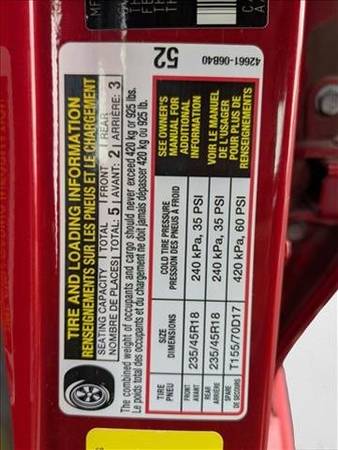 TIRE AND LOADING INFORMATION
RENSEIGNEMENTS SUR LES PNEUS ET LE CHARGEMENT
SEATING CAPACITY | TOTAL | FRONT | REAR
NOMBRE DE PLACES | TOTAL: 5 | AVANT: 2 | ARRIÈRE: 3
The combined weight of occupants and cargo should never exceed 420 kg or 925 lbs.
Le poids total des occupants et du chargement ne doit jamais dépasser 420 kg or 925 lb.
TIRE DIMENSIONS COLD TIRE PRESSURE
PNEU PRESSION DES PNEUS À FROID
FRONT
AVANT 235/45R18 240 kPa, 35 PSI
REAR
ARRIÈRE 235/45R18 240 kPa, 35 PSI
SPARE
DE SECOURS T155/70D17 420 kPa, 60 PSI
SEE OWNER'S
MANUAL FOR
ADDITIONAL
INFORMATION
VOIR LE MANUEL
DE L'USAGER
POUR PLUS DE
RENSEIGNEMENTS
52
42661-06B40